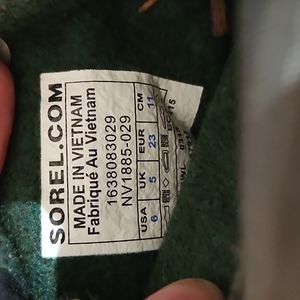 SOREL.COM
MADE IN VIETNAM
Fabriqué Au Vietnam
1638083029
NV1885-029
USA UK EUR CM
6 5 23 11